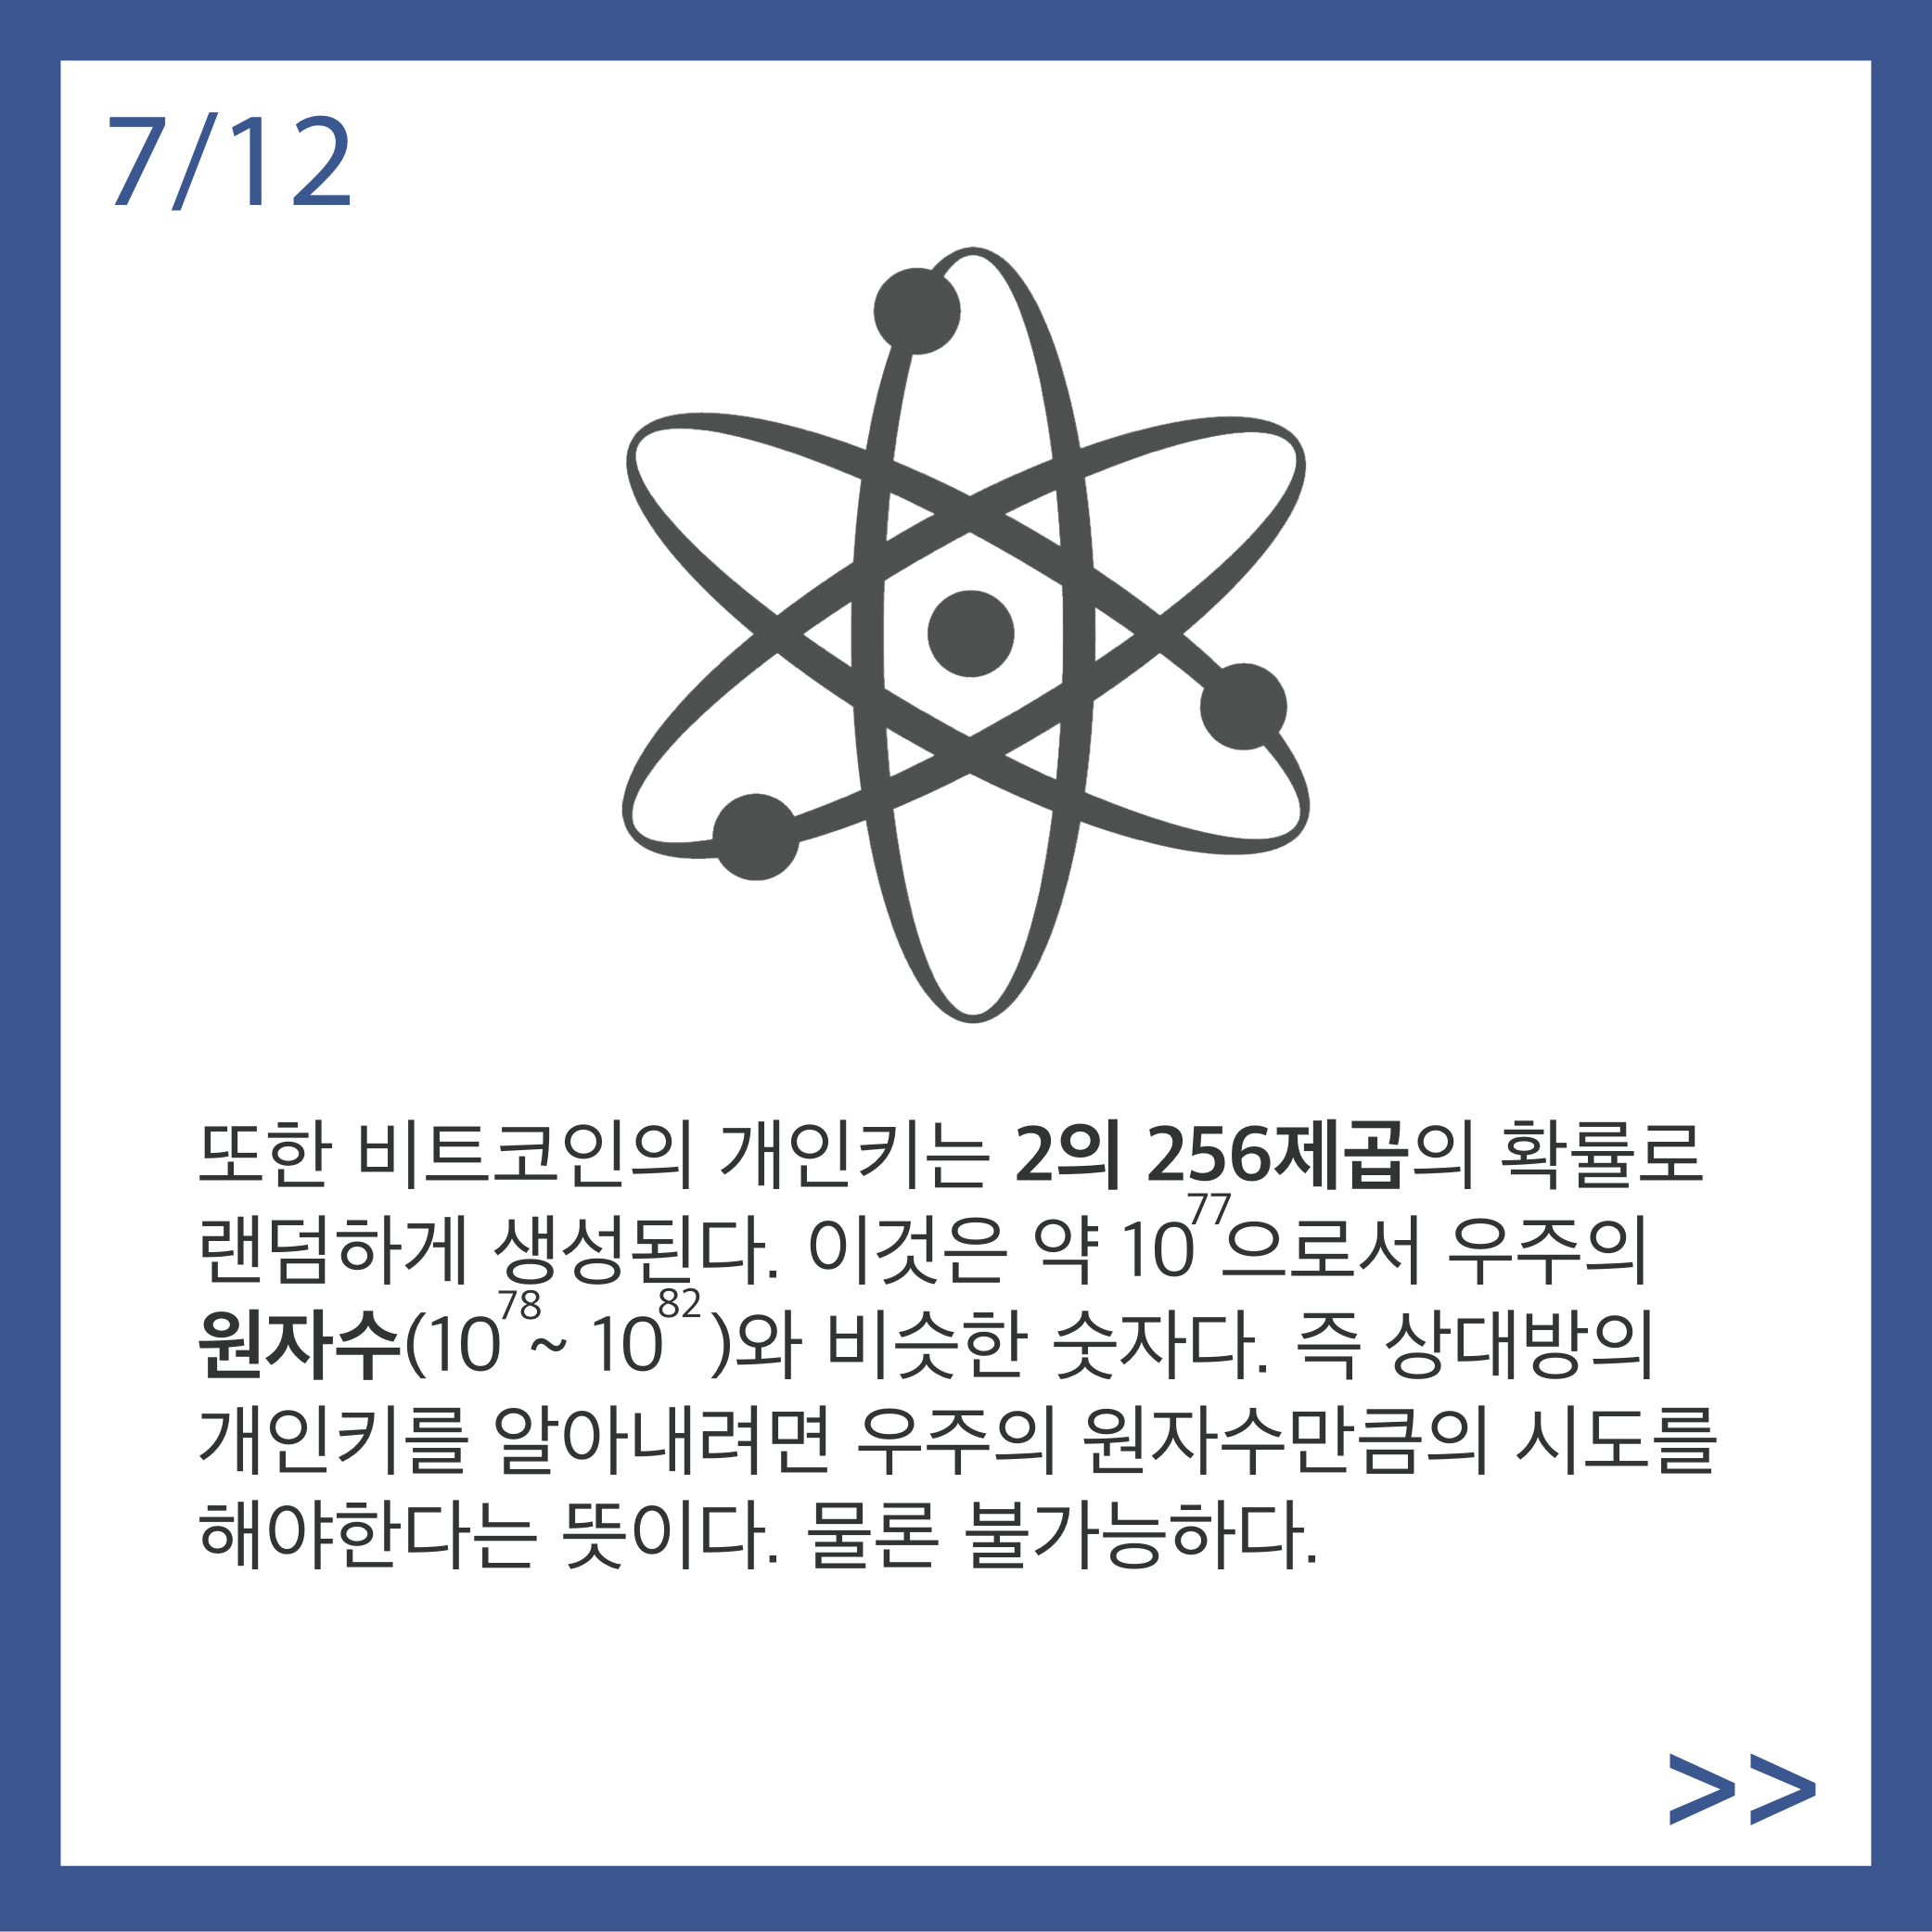 7/12
또한 비트코인의 개인키는 2의 256제곱의 확률로
랜덤하게 생성된다. 이것은 약 10⁷⁷으로서 우주의
원자수(10⁷⁸~ 10⁸²)와 비슷한 숫자다. 즉 상대방의
개인키를 알아내려면 우주의 원자수만큼의 시도를
해야한다는 뜻이다. 물론 불가능하다.
>>